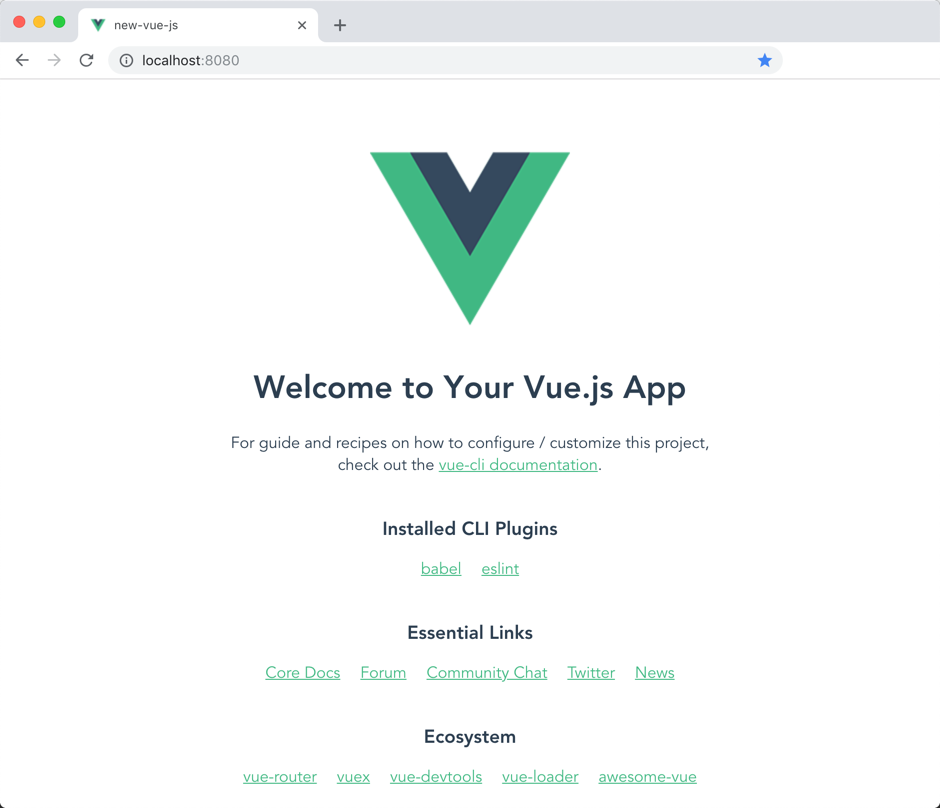 new-vue-js
localhost:8080
Welcome to Your Vue.js App
For guide and recipes on how to configure / customize this project,
check out the vue-cli documentation.
Installed CLI Plugins
babel eslint
Essential Links
Core Docs Forum Community Chat Twitter News
Ecosystem
vue-router vuex vue-devtools vue-loader awesome-vue